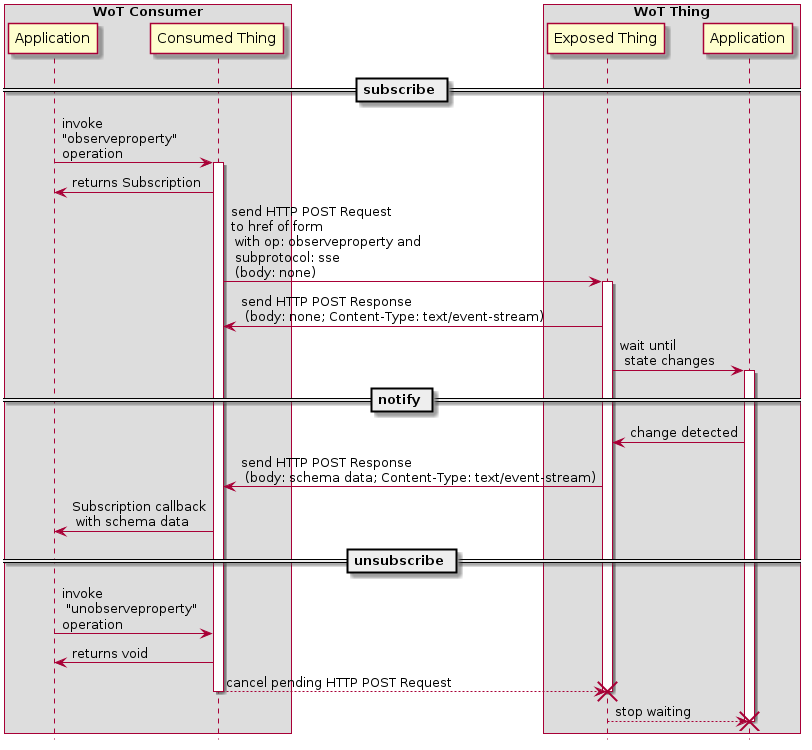 WoT Consumer
WoT Thing
Application
Consumed Thing
Exposed Thing
Application
subscribe
invoke
"observeproperty"
operation
returns Subscription
send HTTP POST Request
to href of form
with op: observeproperty and
subprotocol: sse
(body: none)
send HTTP POST Response
(body: none; Content-Type: text/event-stream)
wait until
state changes
notify
change detected
send HTTP POST Response
(body: schema data; Content-Type: text/event-stream)
Subscription callback
with schema data
unsubscribe
invoke
"unobserveproperty"
operation
returns void
cancel pending HTTP POST Request
stop waiting